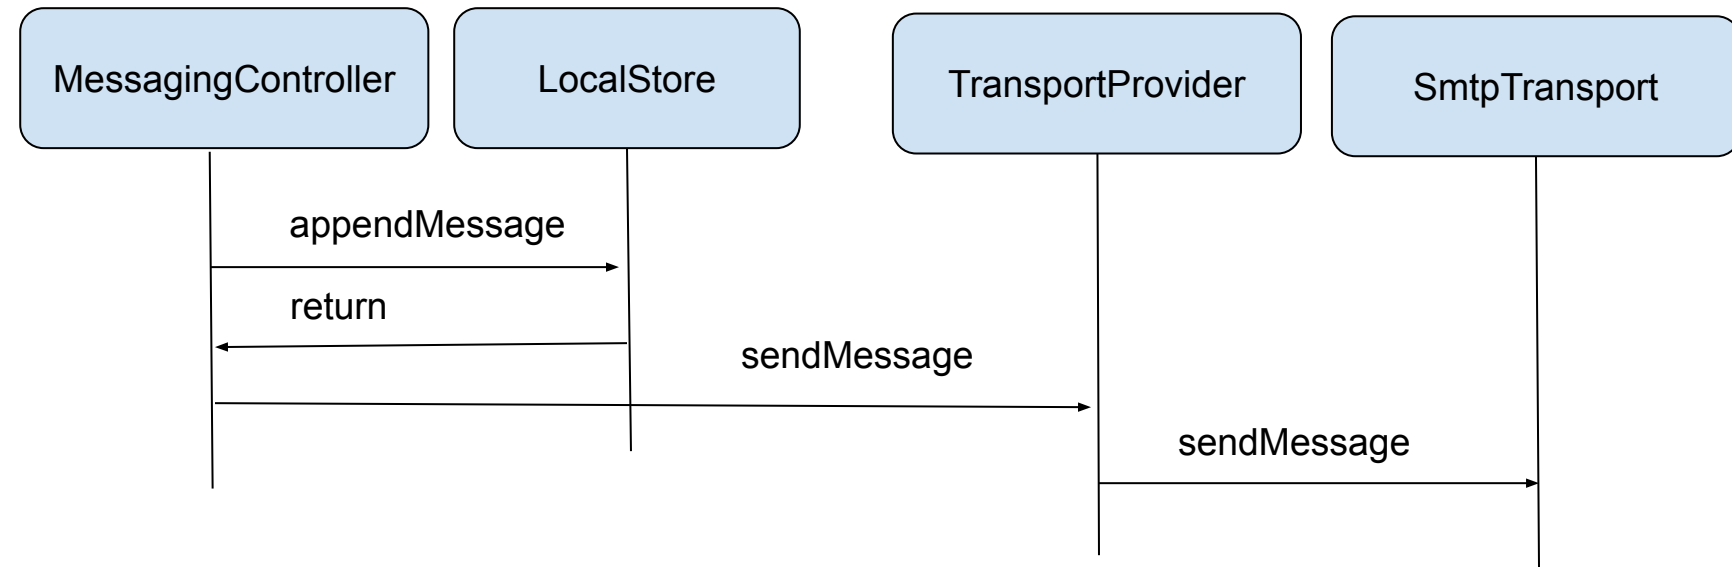 MessagingController
LocalStore
TransportProvider
SmtpTransport
appendMessage
return
sendMessage
sendMessage